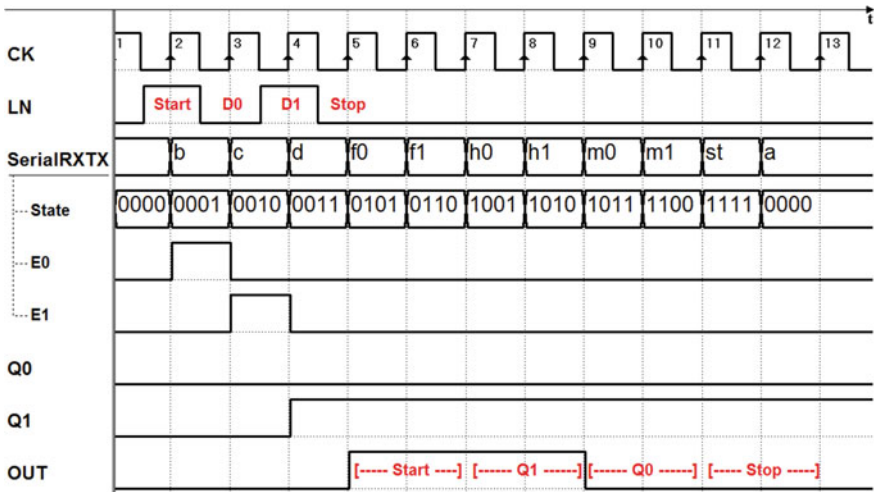 t
CK 1 2 3 4 5 6 7 8 9 10 11 12 13
LN Start D0 D1 Stop
SerialRXTX b c d f0 f1 h0 h1 m0 m1 st a
State 0000 0001 0010 0011 0101 0110 1001 1010 1011 1100 1111 0000
E0
E1
Q0
Q1
OUT [----- Start ----] [------ Q1 ------] [----- Q0 ------] [----- Stop -----]